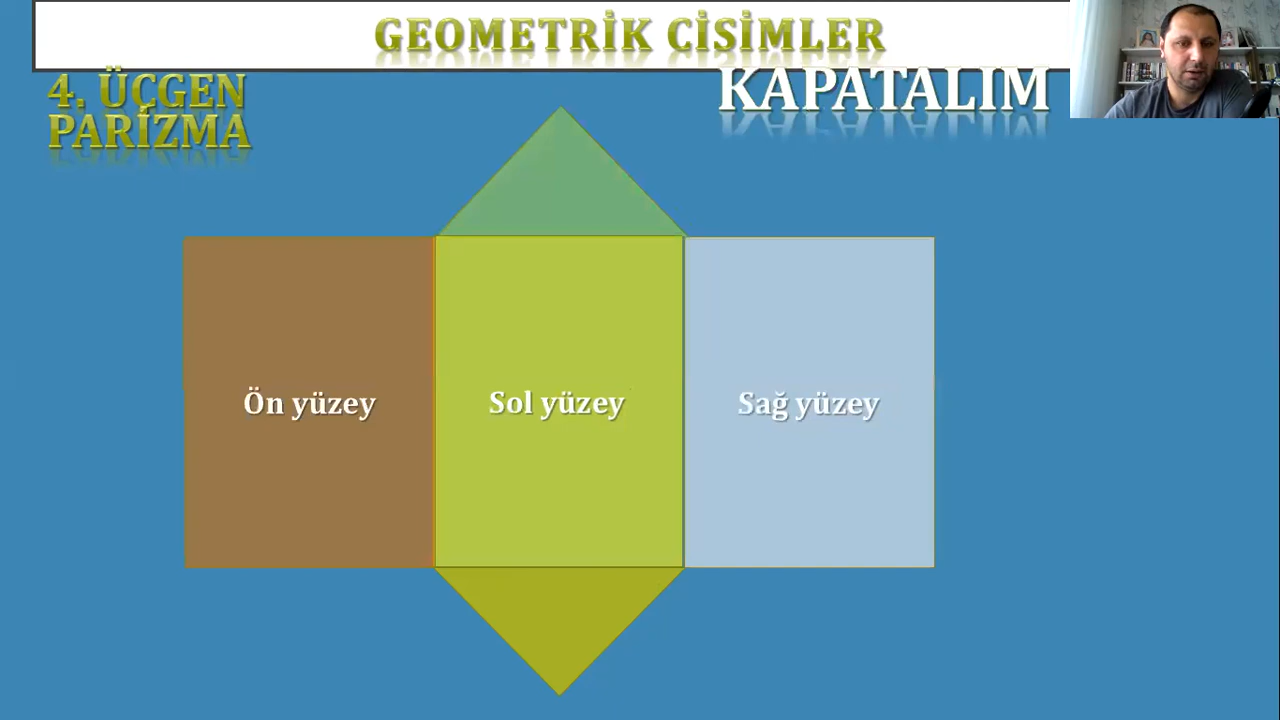 GEOMETRİK CİSİMLER
4. ÜÇGEN
PARİZMA
KAPATALIM
Ön yüzey
Sol yüzey
Sağ yüzey